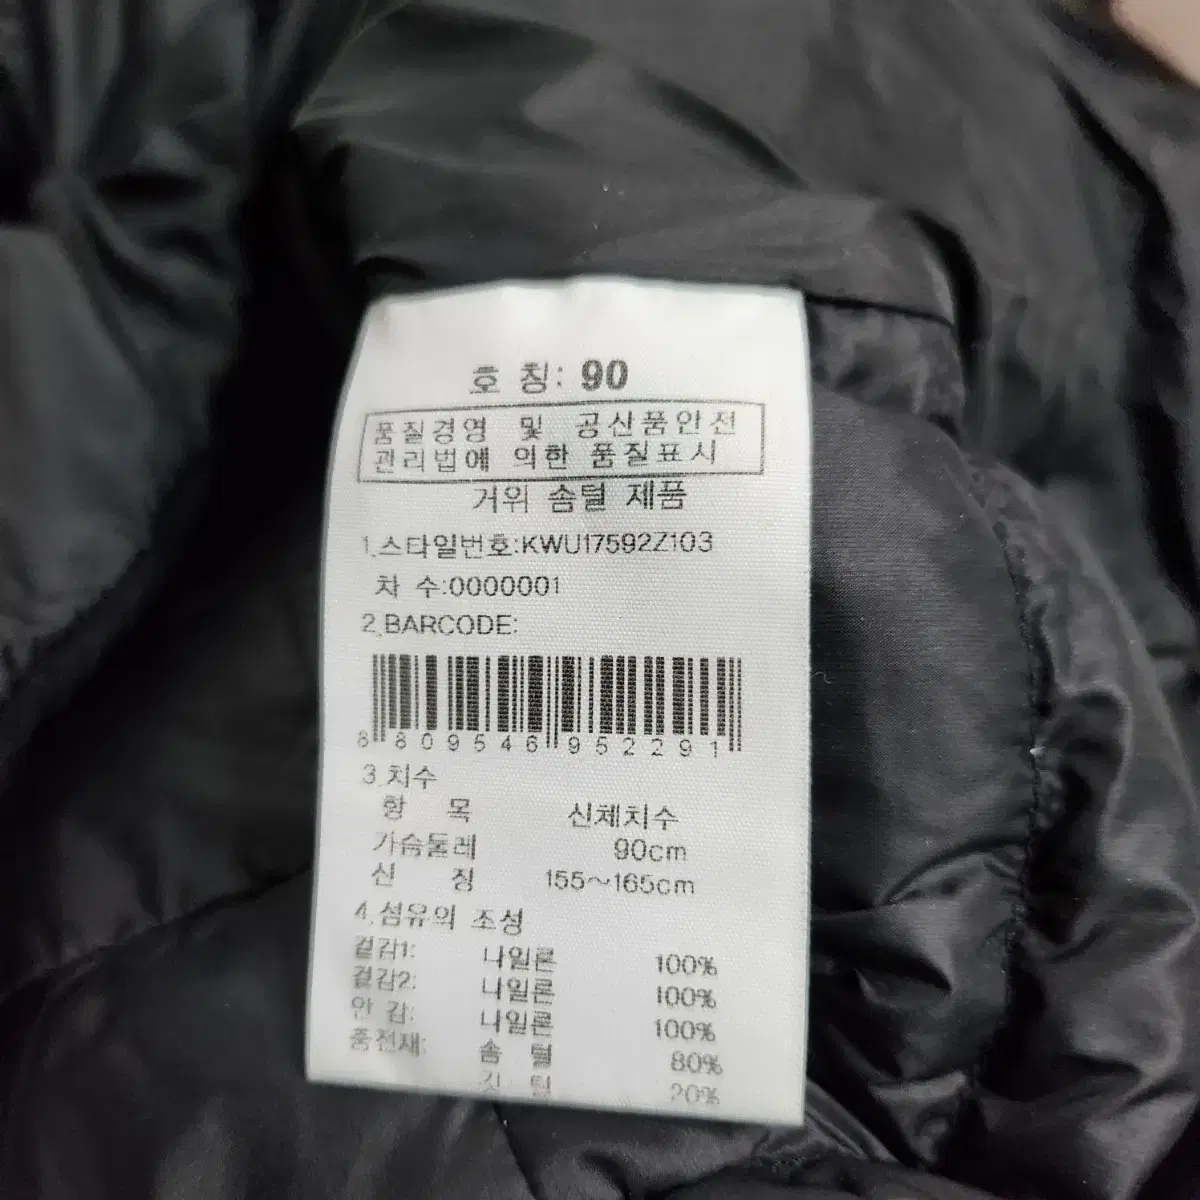 호 칭: 90
품질경영 및 공산품안전
관리법에 의한 품질표시
거위 솜털 제품
1.스타일번호:KWU17592Z103
차 수:0000001
2.BARCODE:
8 809546 952291
3.치수
항 목 신체치수
가슴둘레 90cm
신 장 155~165cm
4.섬유의 조성
겉감1: 나일론 100%
겉감2: 나일론 100%
안 감: 나일론 100%
충전재: 솜 털 80%
깃 털 20%